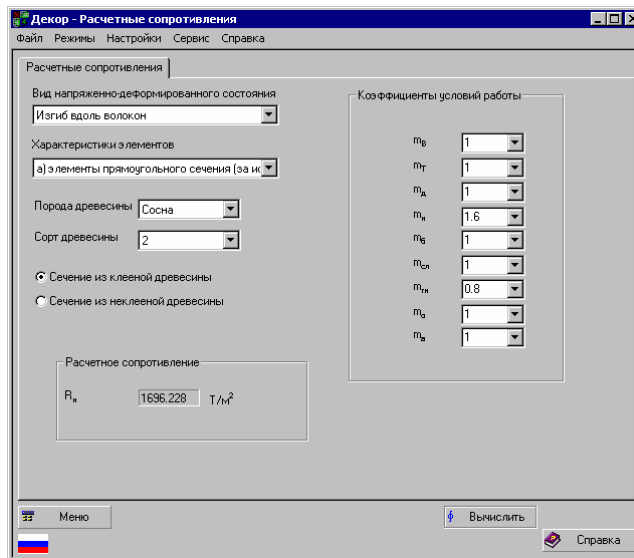 Декор - Расчетные сопротивления
Файл Режимы Настройки Сервис Справка
Расчетные сопротивления
Вид напряженно-деформированного состояния
Изгиб вдоль волокон
Характеристики элементов
а) элементы прямоугольного сечения (за ис
Порода древесины Сосна
Сорт древесины 2
Сечение из клееной древесины
Сечение из неклееной древесины
Расчетное сопротивление
Rи 1696.228 Т/м²
Коэффициенты условий работы
mв 1
mт 1
mд 1
mн 1.6
mб 1
mсл 1
mгн 0.8
mо 1
mа 1
Меню
Вычислить
Справка